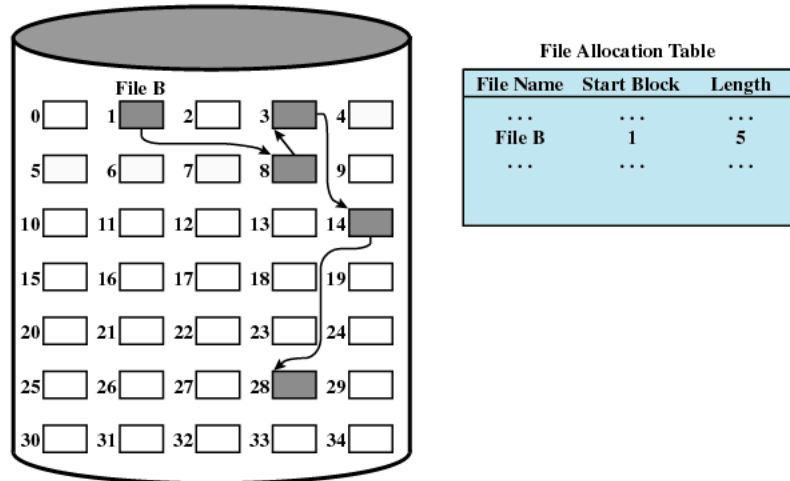 File B
0 1 2 3 4
5 6 7 8 9
10 11 12 13 14
15 16 17 18 19
20 21 22 23 24
25 26 27 28 29
30 31 32 33 34
File Allocation Table
File Name Start Block Length
... ... ...
File B 1 5
... ... ...